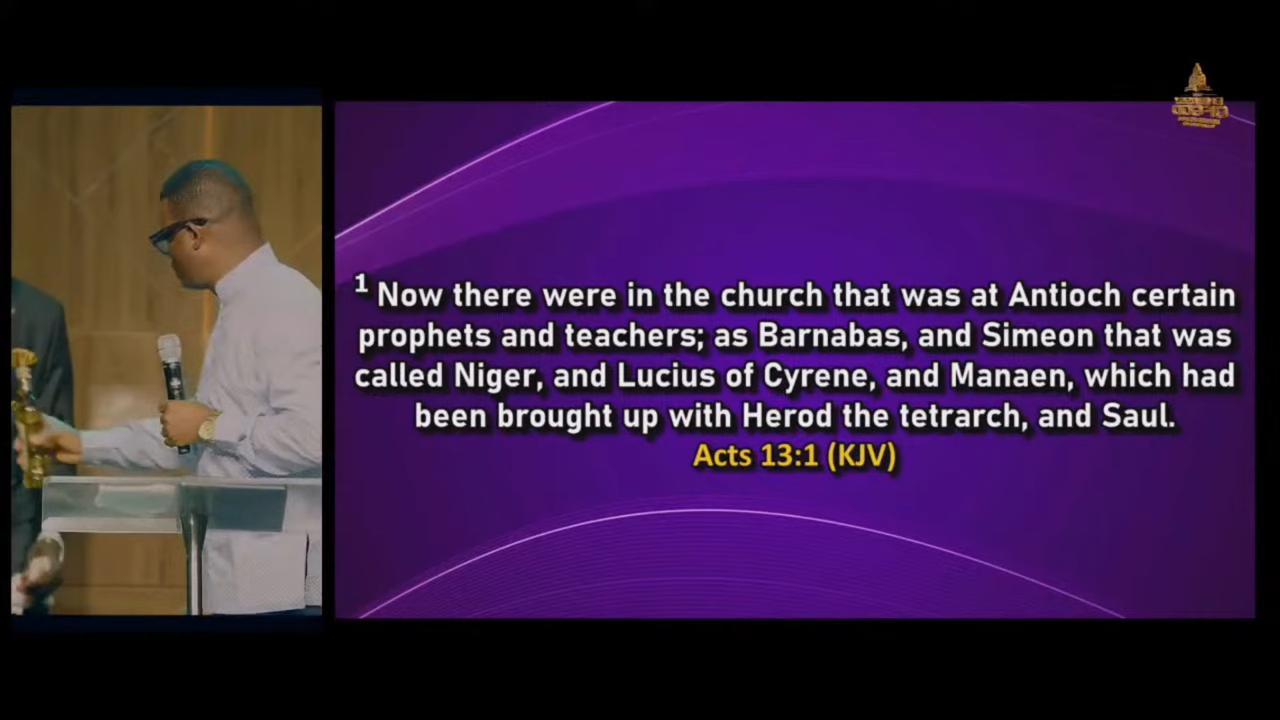 1 Now there were in the church that was at Antioch certain
prophets and teachers; as Barnabas, and Simeon that was
called Niger, and Lucius of Cyrene, and Manaen, which had
been brought up with Herod the tetrarch, and Saul.
Acts 13:1 (KJV)